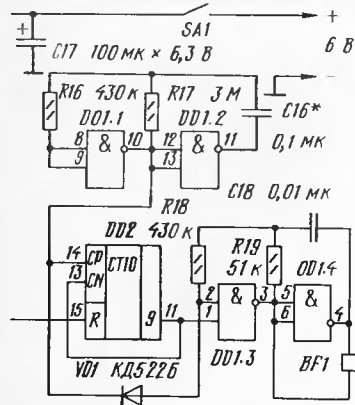 SA1
+
+
C17 100 мк × 6,3 В
6 В
−
R16 430 к R17 3 М
C16*
DD1.1
DD1.2
8
9
&
10
12
13
&
11
0,1 мк
C18 0,01 мк
R18
430 к
DD2
R19
51 к
DD1.4
14
13
15
CP
CN
R
CT10
9
11
2
1
&
3
5
6
&
4
DD1.3
BF1
VD1 КД522б